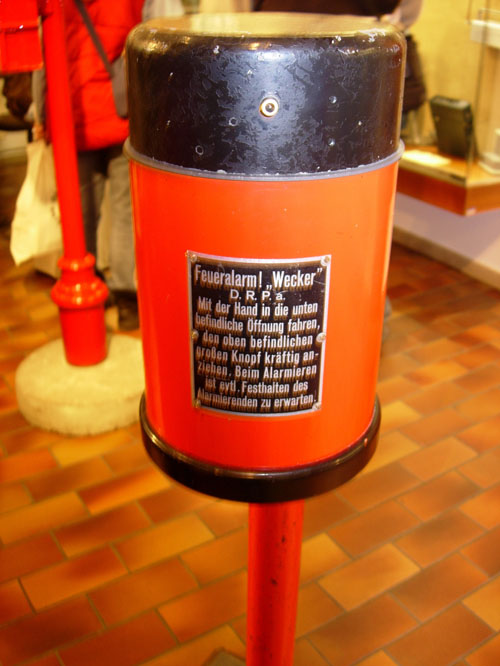 Feueralarm! „Wecker"
D. R. P. a.
Mit der Hand in die unten
befindliche Öffnung fahren,
den oben befindlichen
großen Knopf kräftig an-
ziehen. Beim Alarmieren
ist evtl. Festhalten des
Alarmierenden zu erwarten.